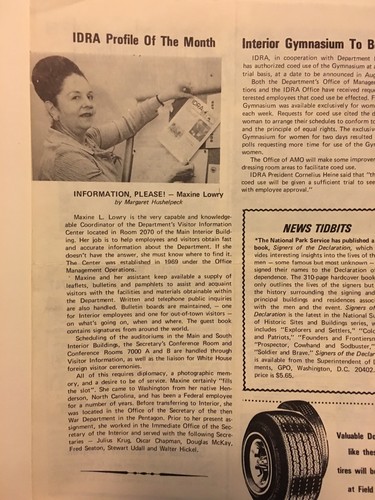 IDRA Profile Of The Month
INFORMATION, PLEASE! — Maxine Lowry
by Margaret Hushelpeck
Maxine L. Lowry is the very capable and knowledge-
able Coordinator of the Department's Visitor Information
Center located in Room 2070 of the Main Interior Build-
ing. Her job is to help employees and visitors obtain fast
and accurate information about the Department. If she
doesn't have the answer, she must know where to find it.
The Center was established in 1969 under the Office
Management Operations.
Maxine and her assistant keep available a supply of
leaflets, bulletins and pamphlets to assist and acquaint
visitors with the facilities and materials obtainable within
the Department. Written and telephone public inquiries
are also handled. Bulletin boards are maintained, — one
for Interior employees and one for out-of-town visitors —
on what's going on, when and where. The guest book
contains signatures from around the world.
Scheduling of the auditoriums in the Main and South
Interior Buildings, the Secretary's Conference Room and
Conference Rooms 7000 A and B are handled through
Visitor Information, as well as the liaison for White House
foreign visitor ceremonies.
All of this requires diplomacy, a photographic mem-
ory, and a desire to be of service. Maxine certainly "fills
the slot". She came to Washington from her native Hen-
derson, North Carolina, and has been a Federal employee
for a number of years. Before transferring to Interior, she
was located in the Office of the Secretary of the then
War Department in the Pentagon. Prior to her present as-
signment, she worked in the Immediate Office of the Sec-
retary of the Interior and served with the following Secre-
taries — Julius Krug, Oscar Chapman, Douglas McKay,
Fred Seaton, Stewart Udall and Walter Hickel.
Interior Gymnasium To B
IDRA, in cooperation with Department
has authorized coed use of the Gymnasium at
trial basis, at a date to be announced in Aug
Both the Department's Office of Manage
tions and the IDRA Office have received requ
terested employees that coed use be effected. F
Gymnasium was available exclusively for wome
each week. Requests for coed use cited the d
woman to arrange their schedules to conform to
and the principle of equal rights. The exclusive
Gymnasium for women for two days resulted
polls requesting more time for use of the Gym
women.
The Office of AMO will make some improver
dressing room areas to facilitate coed use.
IDRA President Cornelius Heine said that "th
coed use will be given a sufficient trial to see
with employee approval."
NEWS TIDBITS
*The National Park Service has published a
book, Signers of the Declaration, which
vides interesting insights into the lives of th
men — some famous but most unknown —
signed their names to the Declaration of
dependence. The 310-page hardcover book
only outlines the lives of the signers but
the history surrounding the signing and
principal buildings and residences associa
with the men and the event. Signers of
Declaration is the latest in the National Su
of Historic Sites and Buildings series, w
includes "Explorers and Settlers," "Colo
and Patriots," "Founders and Frontierme
"Prospector, Cowhand and Sodbuster,"
"Soldier and Brave." Signers of the Declara
is available from the Superintendent of D
ments, GPO, Washington, D.C. 20402.
price is $5.65.
Valuable De
like thes
tires will be
at Field